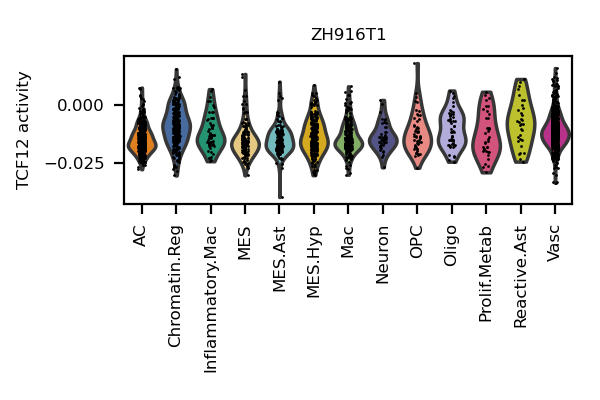 ZH916T1
TCF12 activity
0.000
−0.025
AC
Chromatin.Reg
Inflammatory.Mac
MES
MES.Ast
MES.Hyp
Mac
Neuron
OPC
Oligo
Prolif.Metab
Reactive.Ast
Vasc